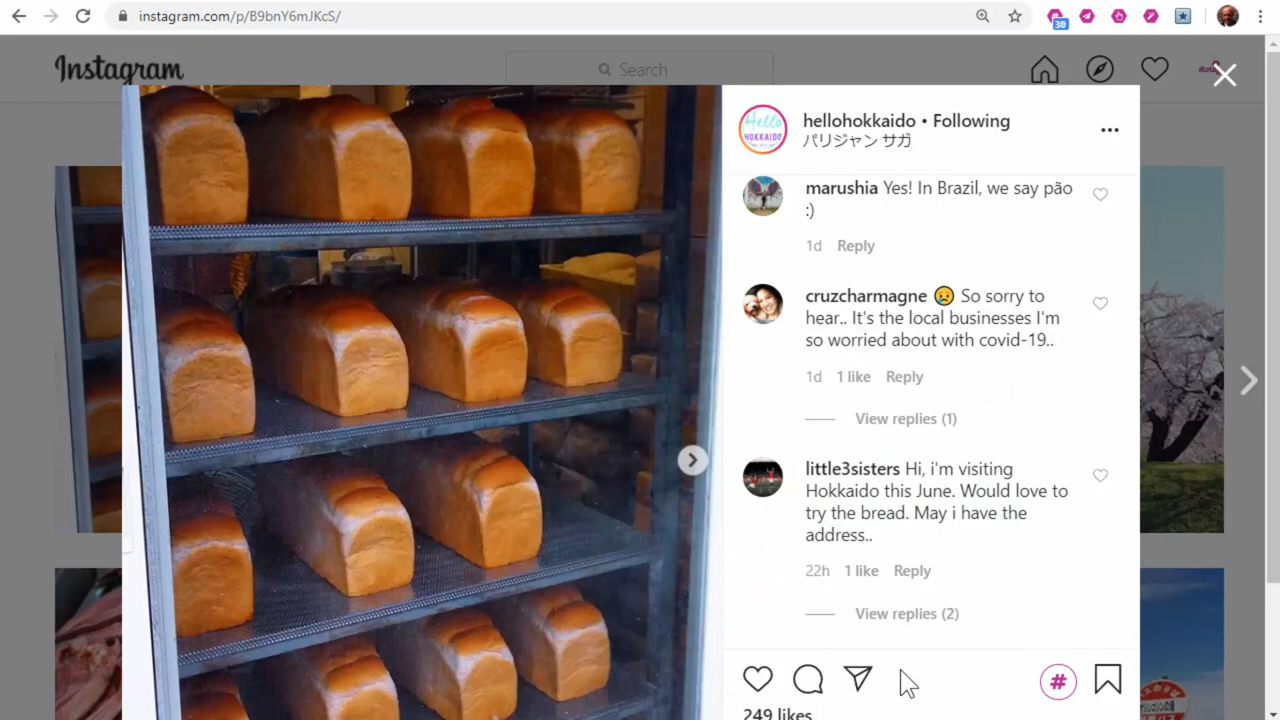 instagram.com/p/B9bnY6mJKcS/
30
Instagram
Search
Hello
HOKKAIDO
hellohokkaido • Following
パリジャン サガ
marushia Yes! In Brazil, we say pão
:)
1d Reply
cruzcharmagne 😥 So sorry to
hear.. It's the local businesses I'm
so worried about with covid-19..
1d 1 like Reply
View replies (1)
little3sisters Hi, i'm visiting
Hokkaido this June. Would love to
try the bread. May i have the
address..
22h 1 like Reply
View replies (2)
#
249 likes